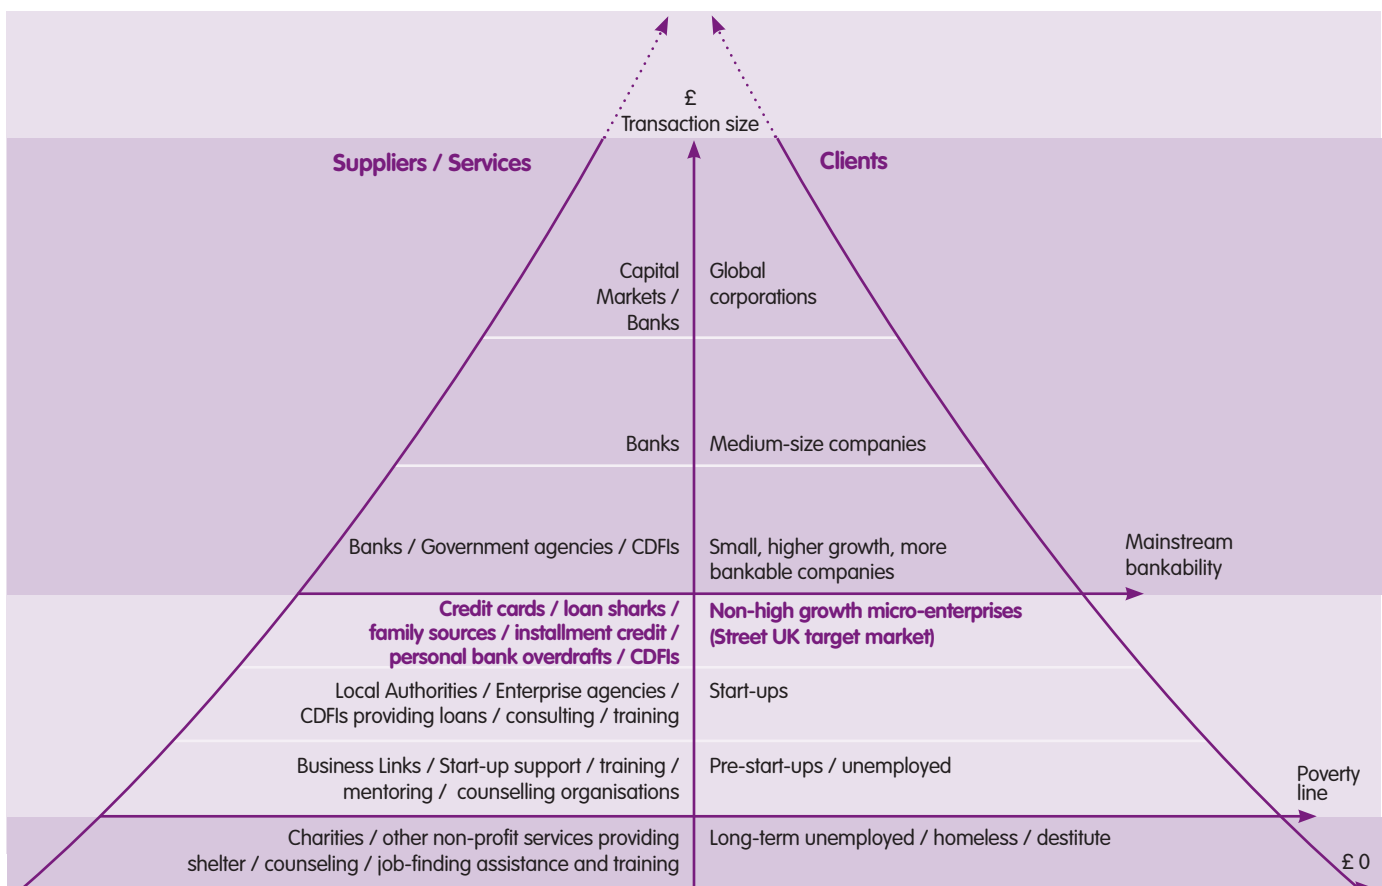 £
Transaction size
Suppliers / Services
Clients
Capital
Markets /
Banks
Global
corporations
Banks
Medium-size companies
Banks / Government agencies / CDFIs
Small, higher growth, more
bankable companies
Mainstream
bankability
Credit cards / loan sharks /
family sources / installment credit /
personal bank overdrafts / CDFIs
Non-high growth micro-enterprises
(Street UK target market)
Local Authorities / Enterprise agencies /
CDFIs providing loans / consulting / training
Start-ups
Business Links / Start-up support / training /
mentoring / counselling organisations
Pre-start-ups / unemployed
Poverty
line
Charities / other non-profit services providing
shelter / counseling / job-finding assistance and training
Long-term unemployed / homeless / destitute
£ 0